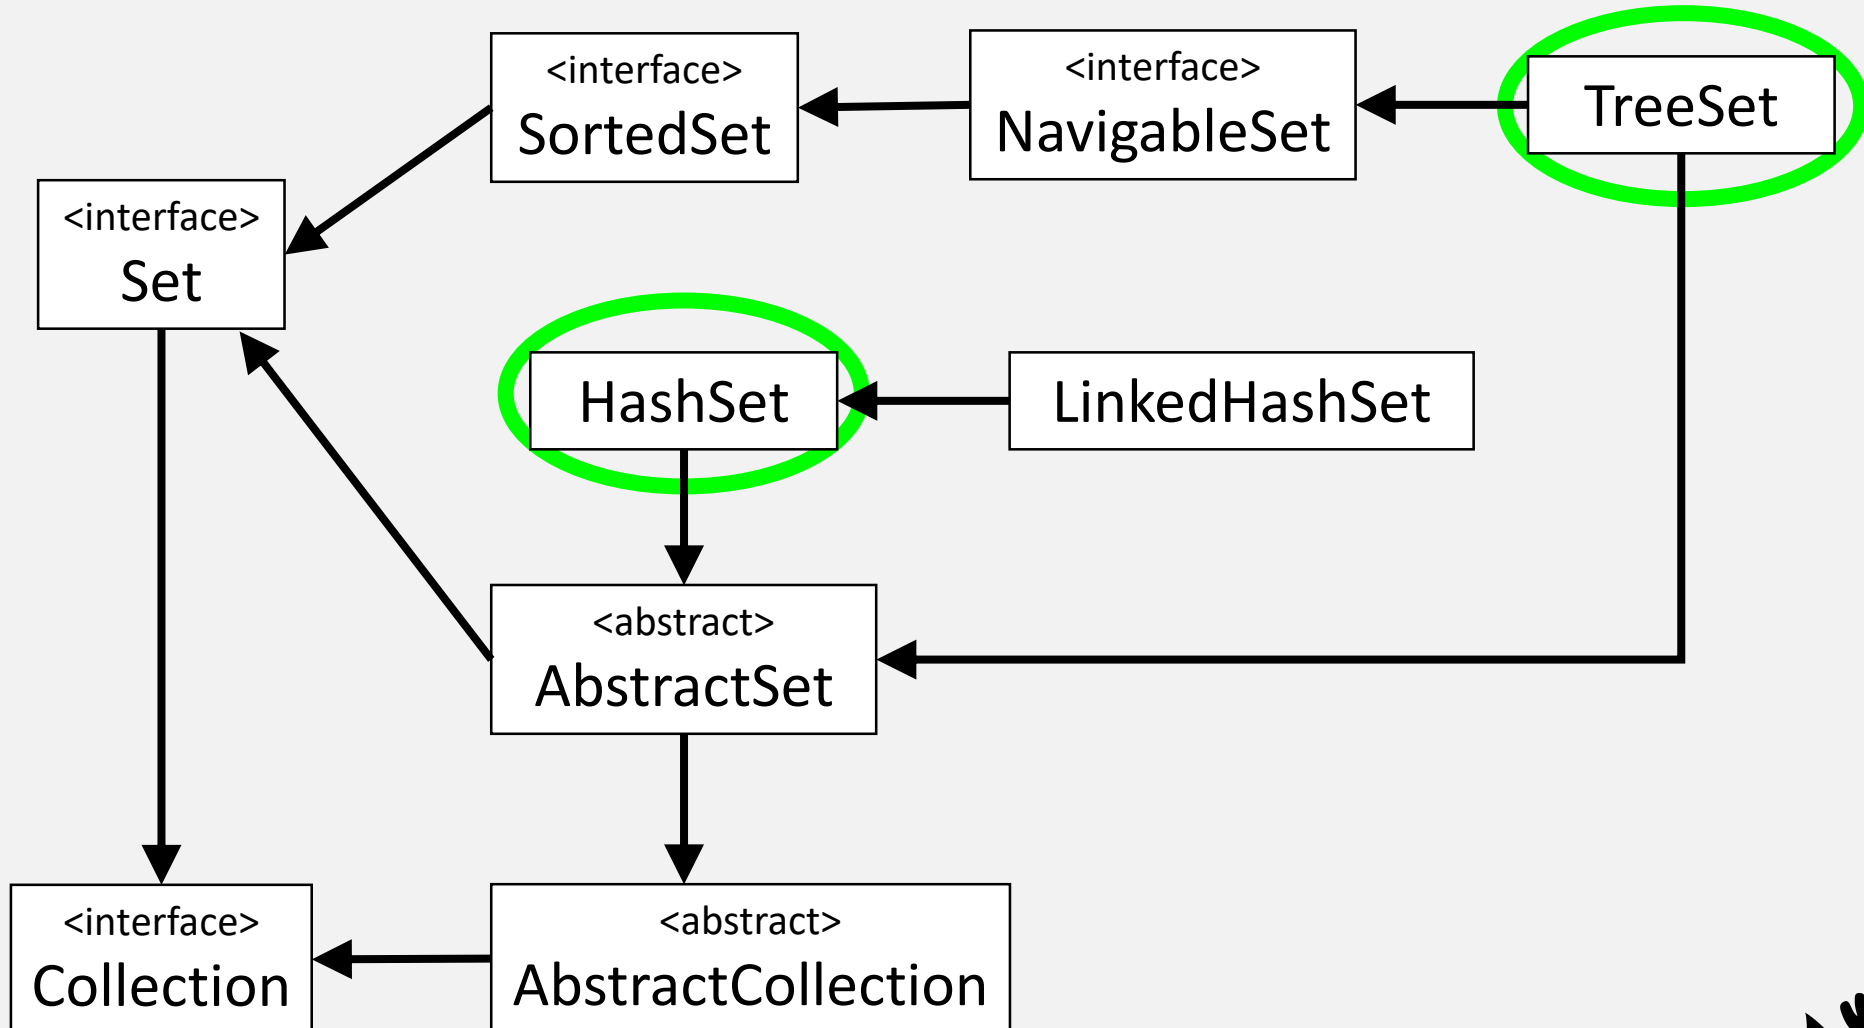 <interface>
SortedSet
<interface>
NavigableSet
TreeSet
<interface>
Set
HashSet
LinkedHashSet
<abstract>
AbstractSet
<interface>
Collection
<abstract>
AbstractCollection